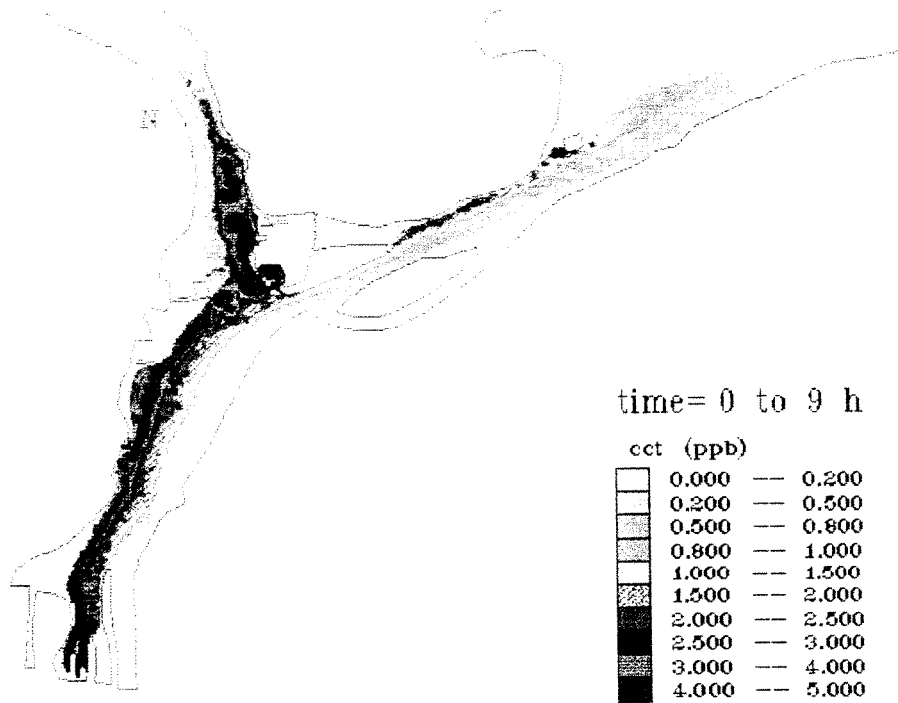 time= 0 to 9 h
cct (ppb)
0.000 -- 0.200
0.200 -- 0.500
0.500 -- 0.800
0.800 -- 1.000
1.000 -- 1.500
1.500 -- 2.000
2.000 -- 2.500
2.500 -- 3.000
3.000 -- 4.000
4.000 -- 5.000